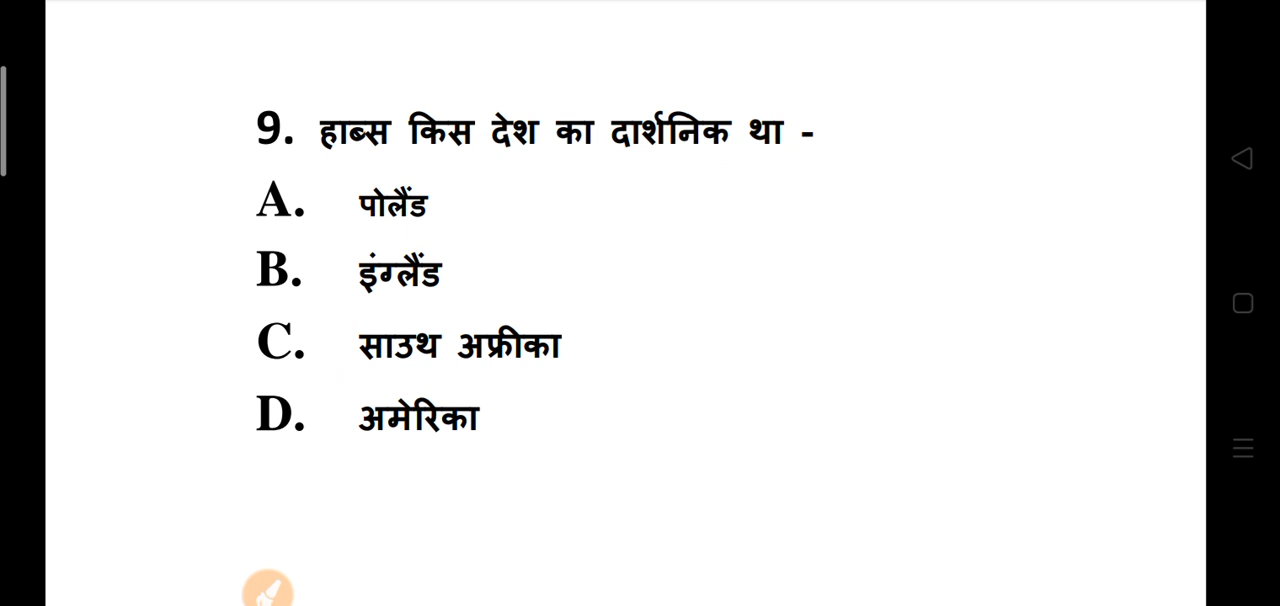 9. हाब्स किस देश का दार्शनिक था -
A. पोलैंड
B. इंग्लैंड
C. साउथ अफ्रीका
D. अमेरिका